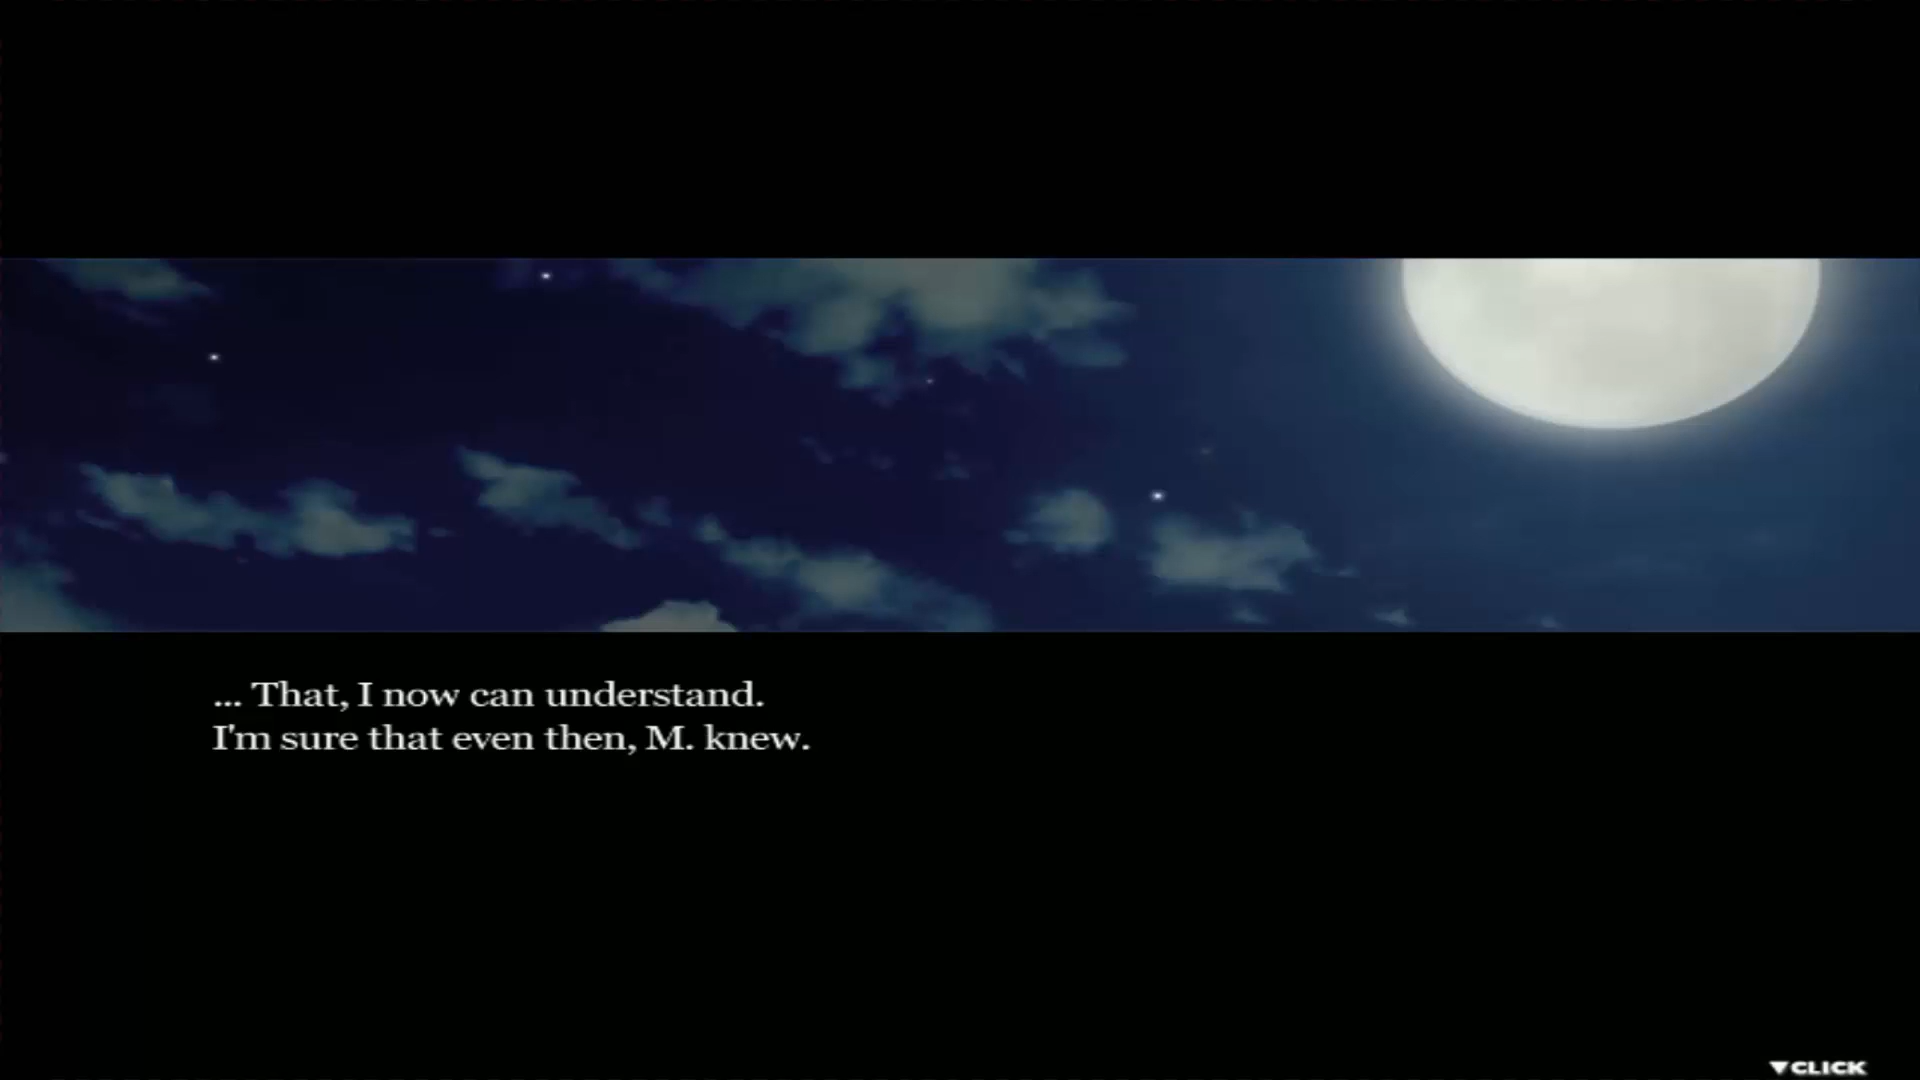 ... That, I now can understand.
I'm sure that even then, M. knew.
▼CLICK